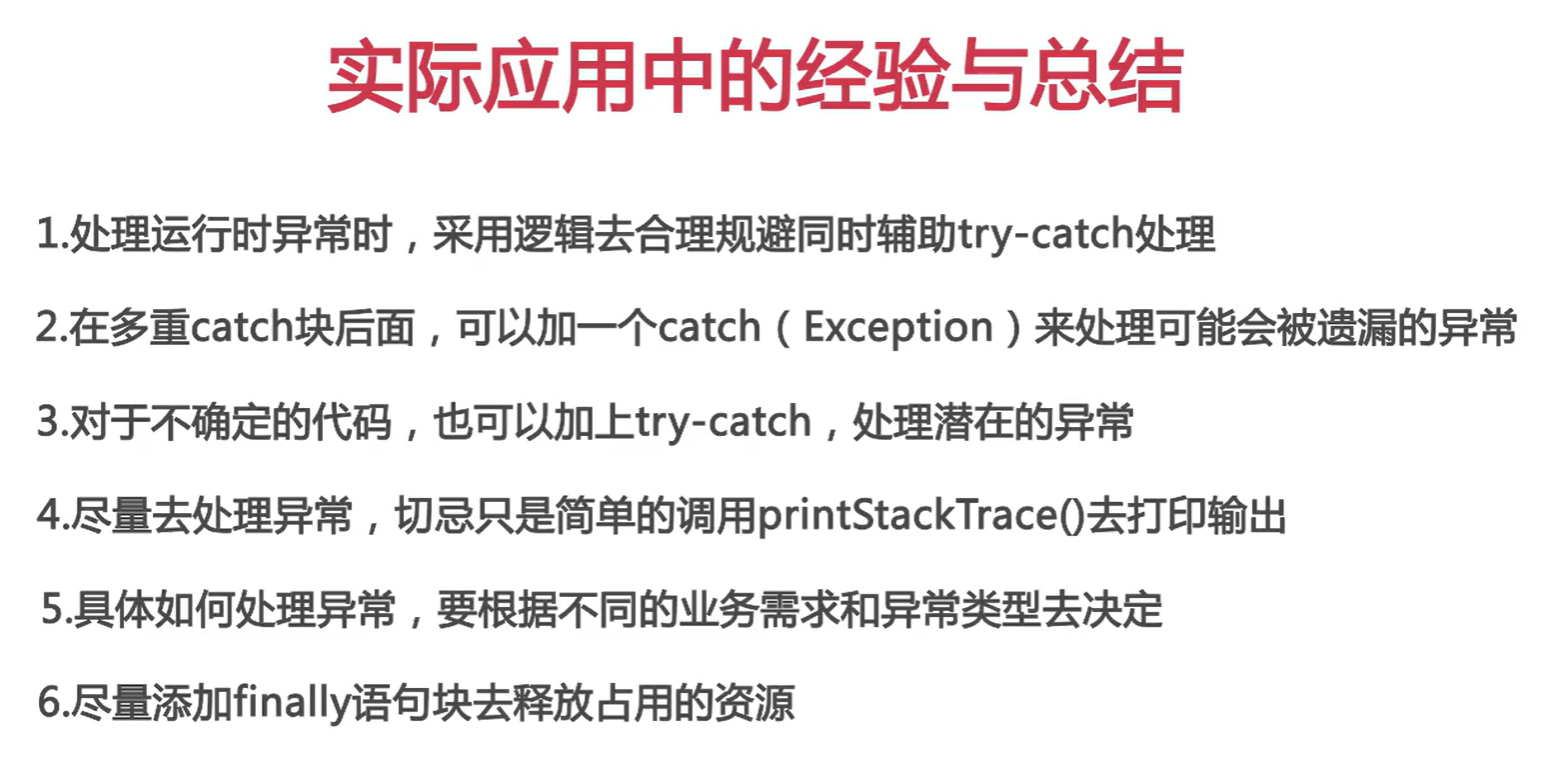 实际应用中的经验与总结
1.处理运行时异常时，采用逻辑去合理规避同时辅助try-catch处理
2.在多重catch块后面，可以加一个catch（Exception）来处理可能会被遗漏的异常
3.对于不确定的代码，也可以加上try-catch，处理潜在的异常
4.尽量去处理异常，切忌只是简单的调用printStackTrace()去打印输出
5.具体如何处理异常，要根据不同的业务需求和异常类型去决定
6.尽量添加finally语句块去释放占用的资源